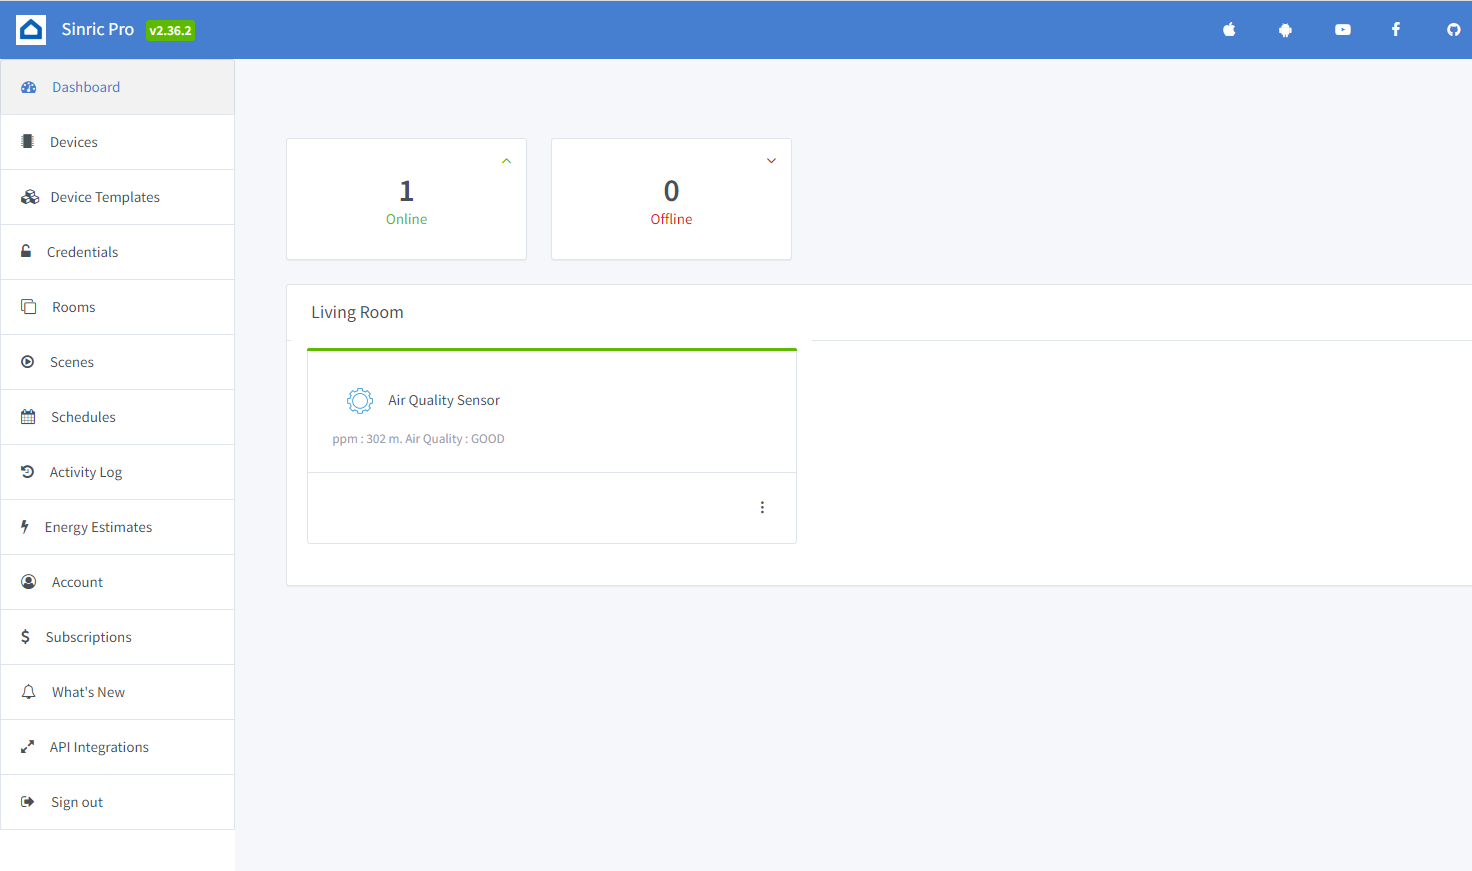 Sinric Pro v2.36.2
Dashboard
Devices
Device Templates
Credentials
Rooms
Scenes
Schedules
Activity Log
Energy Estimates
Account
Subscriptions
What's New
API Integrations
Sign out
1
Online
0
Offline
Living Room
Air Quality Sensor
ppm : 302 m. Air Quality : GOOD